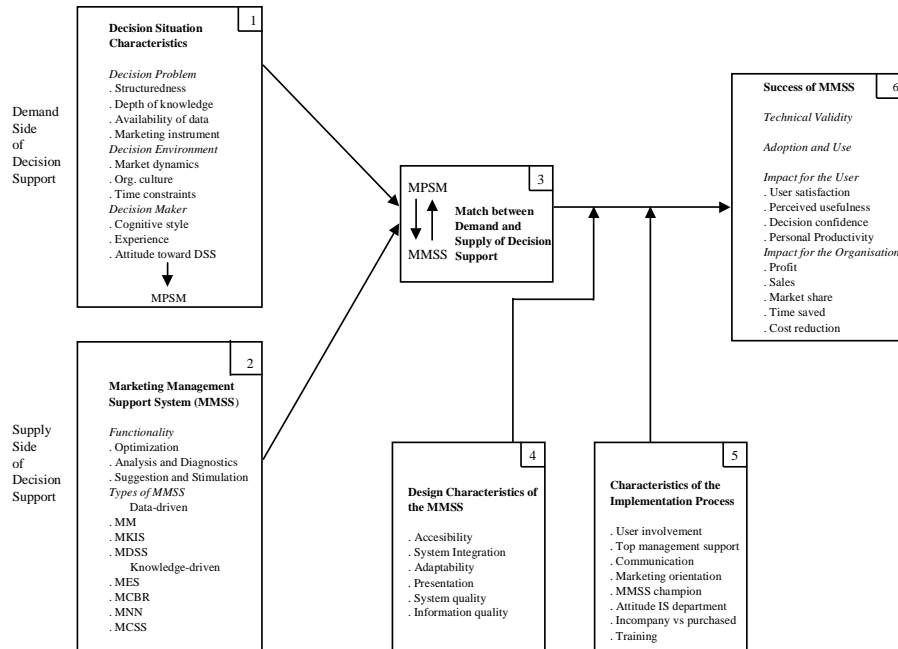 Demand
Side
of
Decision
Support
1
Decision Situation
Characteristics
Decision Problem
. Structuredness
. Depth of knowledge
. Availability of data
. Marketing instrument
Decision Environment
. Market dynamics
. Org. culture
. Time constraints
Decision Maker
. Cognitive style
. Experience
. Attitude toward DSS
MPSM
Supply
Side
of
Decision
Support
2
Marketing Management
Support System (MMSS)
Functionality
. Optimization
. Analysis and Diagnostics
. Suggestion and Stimulation
Types of MMSS
Data-driven
. MM
. MKIS
. MDSS
Knowledge-driven
. MES
. MCBR
. MNN
. MCSS
3
MPSM
MMSS
Match between
Demand and
Supply of Decision
Support
4
Design Characteristics of
the MMSS
. Accesibility
. System Integration
. Adaptability
. Presentation
. System quality
. Information quality
5
Characteristics of the
Implementation Process
. User involvement
. Top management support
. Communication
. Marketing orientation
. MMSS champion
. Attitude IS department
. Incompany vs purchased
. Training
6
Success of MMSS
Technical Validity
Adoption and Use
Impact for the User
. User satisfaction
. Perceived usefulness
. Decision confidence
. Personal Productivity
Impact for the Organisation
. Profit
. Sales
. Market share
. Time saved
. Cost reduction